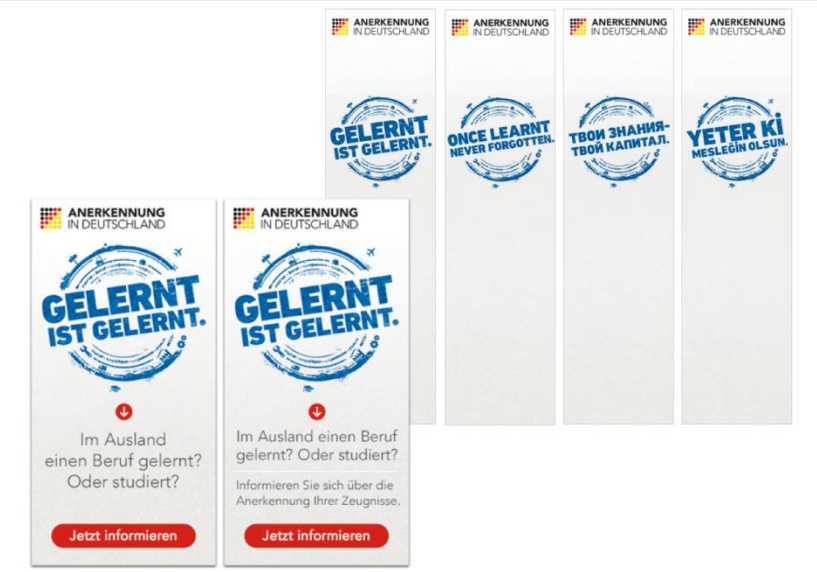 ANERKENNUNG
IN DEUTSCHLAND
GELERNT
IST GELERNT.
ANERKENNUNG
IN DEUTSCHLAND
ONCE LEARNT
NEVER FORGOTTEN.
ANERKENNUNG
IN DEUTSCHLAND
ТВОИ ЗНАНИЯ-
ТВОЙ КАПИТАЛ.
ANERKENNUNG
IN DEUTSCHLAND
YETER Kİ
MESLEĞİN OLSUN.
ANERKENNUNG
IN DEUTSCHLAND
GELERNT
IST GELERNT.
Im Ausland
einen Beruf gelernt?
Oder studiert?
Jetzt informieren
ANERKENNUNG
IN DEUTSCHLAND
GELERNT
IST GELERNT.
Im Ausland einen Beruf
gelernt? Oder studiert?
Informieren Sie sich über die
Anerkennung Ihrer Zeugnisse.
Jetzt informieren